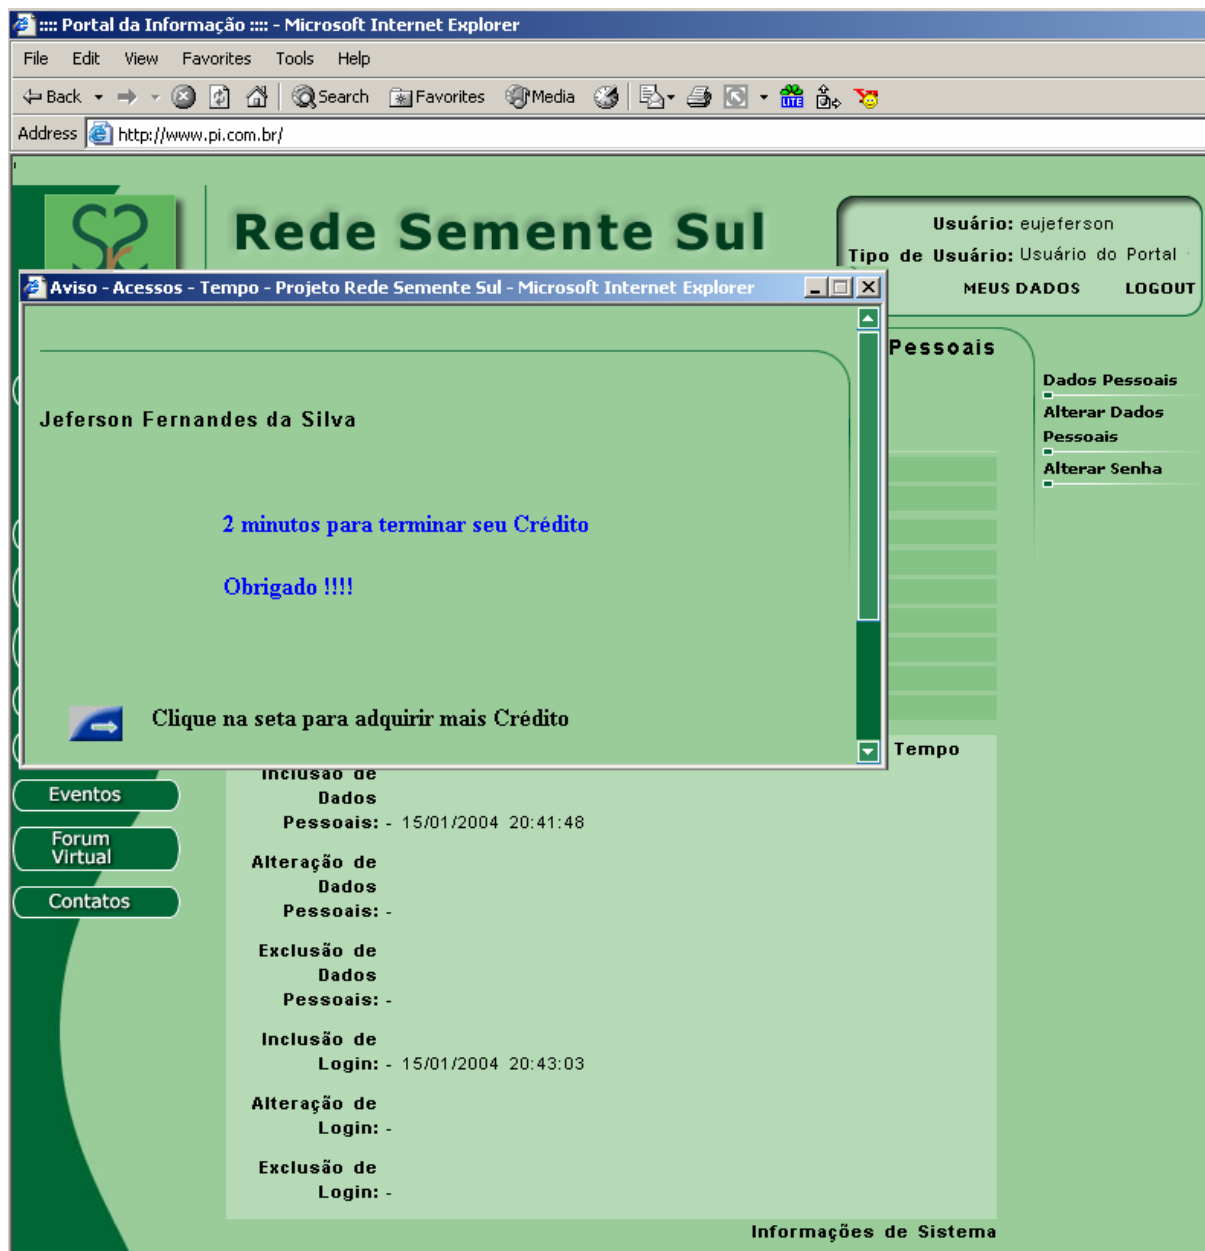 :::: Portal da Informação :::: - Microsoft Internet Explorer
File Edit View Favorites Tools Help
Back Search Favorites Media LITE
Address http://www.pi.com.br/
Rede Semente Sul
Usuário: eujeferson
Tipo de Usuário: Usuário do Portal
MEUS DADOS LOGOUT
Aviso - Acessos - Tempo - Projeto Rede Semente Sul - Microsoft Internet Explorer
Jeferson Fernandes da Silva
2 minutos para terminar seu Crédito
Obrigado !!!!
Clique na seta para adquirir mais Crédito
Pessoais
Dados Pessoais
Alterar Dados
Pessoais
Alterar Senha
Tempo
Eventos
Forum
Virtual
Contatos
Inclusão de
Dados
Pessoais: - 15/01/2004 20:41:48
Alteração de
Dados
Pessoais: -
Exclusão de
Dados
Pessoais: -
Inclusão de
Login: - 15/01/2004 20:43:03
Alteração de
Login: -
Exclusão de
Login: -
Informações de Sistema